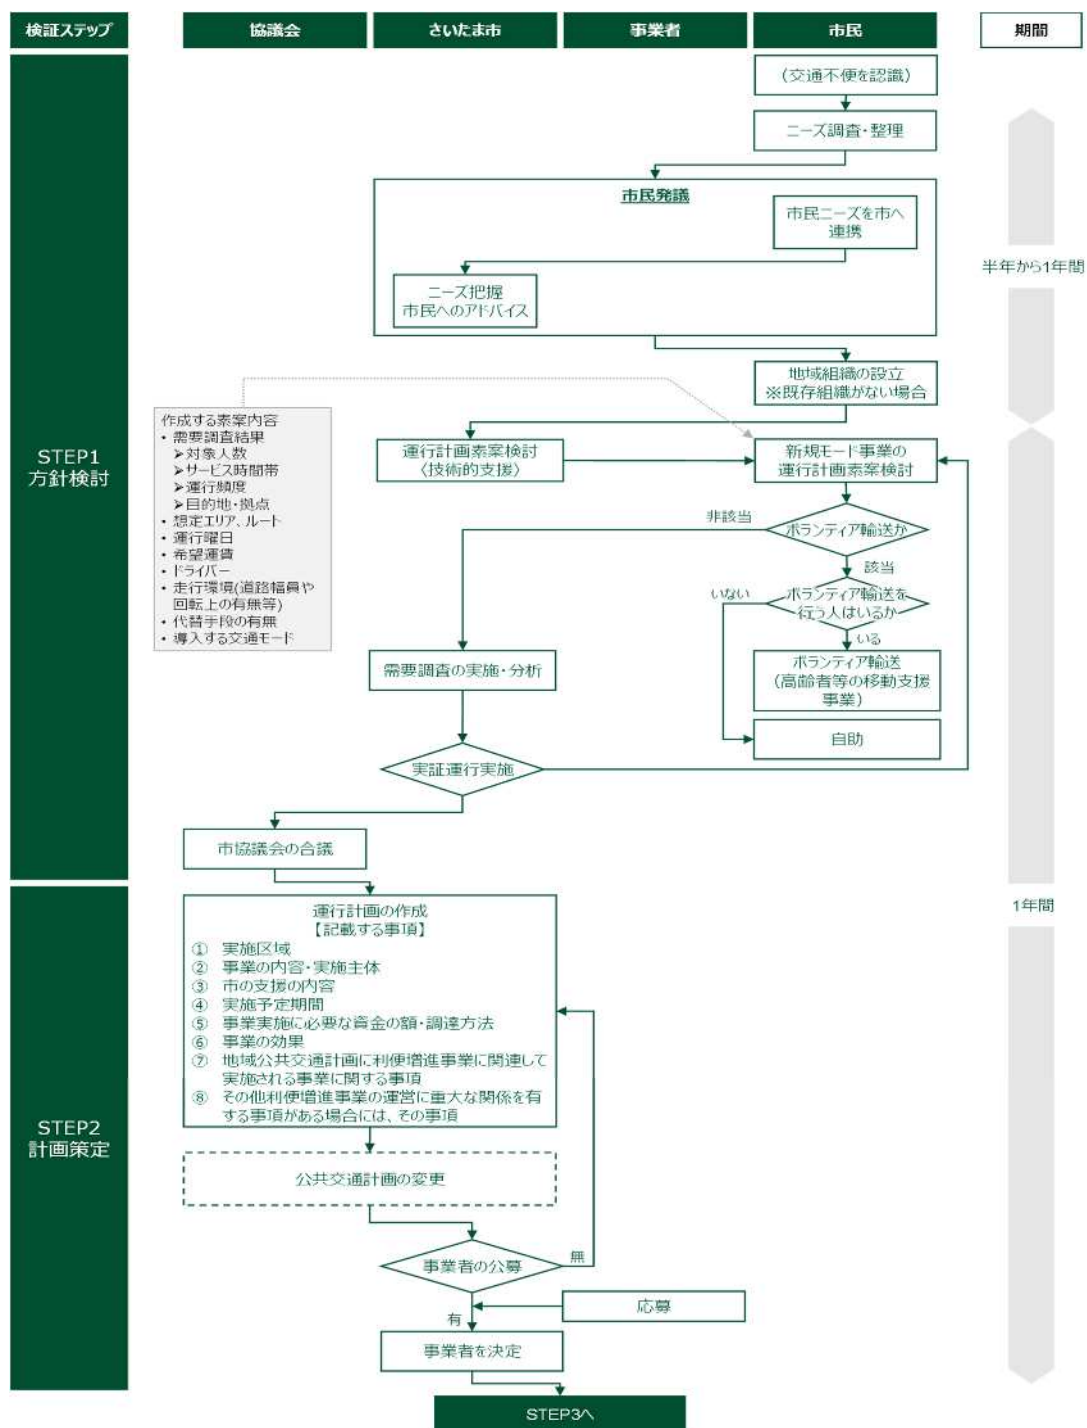 検証ステップ
協議会
さいたま市
事業者
市民
期間
(交通不便を認識)
ニーズ調査・整理
市民発議
市民ニーズを市へ
連携
ニーズ把握
市民へのアドバイス
半年から1年間
地域組織の設立
※既存組織がない場合
STEP1
方針検討
作成する素案内容
• 需要調査結果
➢対象人数
➢サービス時間帯
➢運行頻度
➢目的地・拠点
• 想定エリア、ルート
• 運行曜日
• 希望運賃
• ドライバー
• 走行環境(道路幅員や
回転上の有無等)
• 代替手段の有無
• 導入する交通モード
運行計画素案検討
〈技術的支援〉
新規モード事業の
運行計画素案検討
非該当
ボランティア輸送か
該当
いない
ボランティア輸送を
行う人はいるか
いる
需要調査の実施・分析
ボランティア輸送
(高齢者等の移動支援
事業)
自助
実証運行実施
市協議会の合議
1年間
STEP2
計画策定
運行計画の作成
【記載する事項】
① 実施区域
② 事業の内容・実施主体
③ 市の支援の内容
④ 実施予定期間
⑤ 事業実施に必要な資金の額・調達方法
⑥ 事業の効果
⑦ 地域公共交通計画に利便増進事業に関連して
実施される事業に関する事項
⑧ その他利便増進事業の運営に重大な関係を有
する事項がある場合には、その事項
公共交通計画の変更
事業者の公募
無
応募
有
事業者を決定
STEP3へ